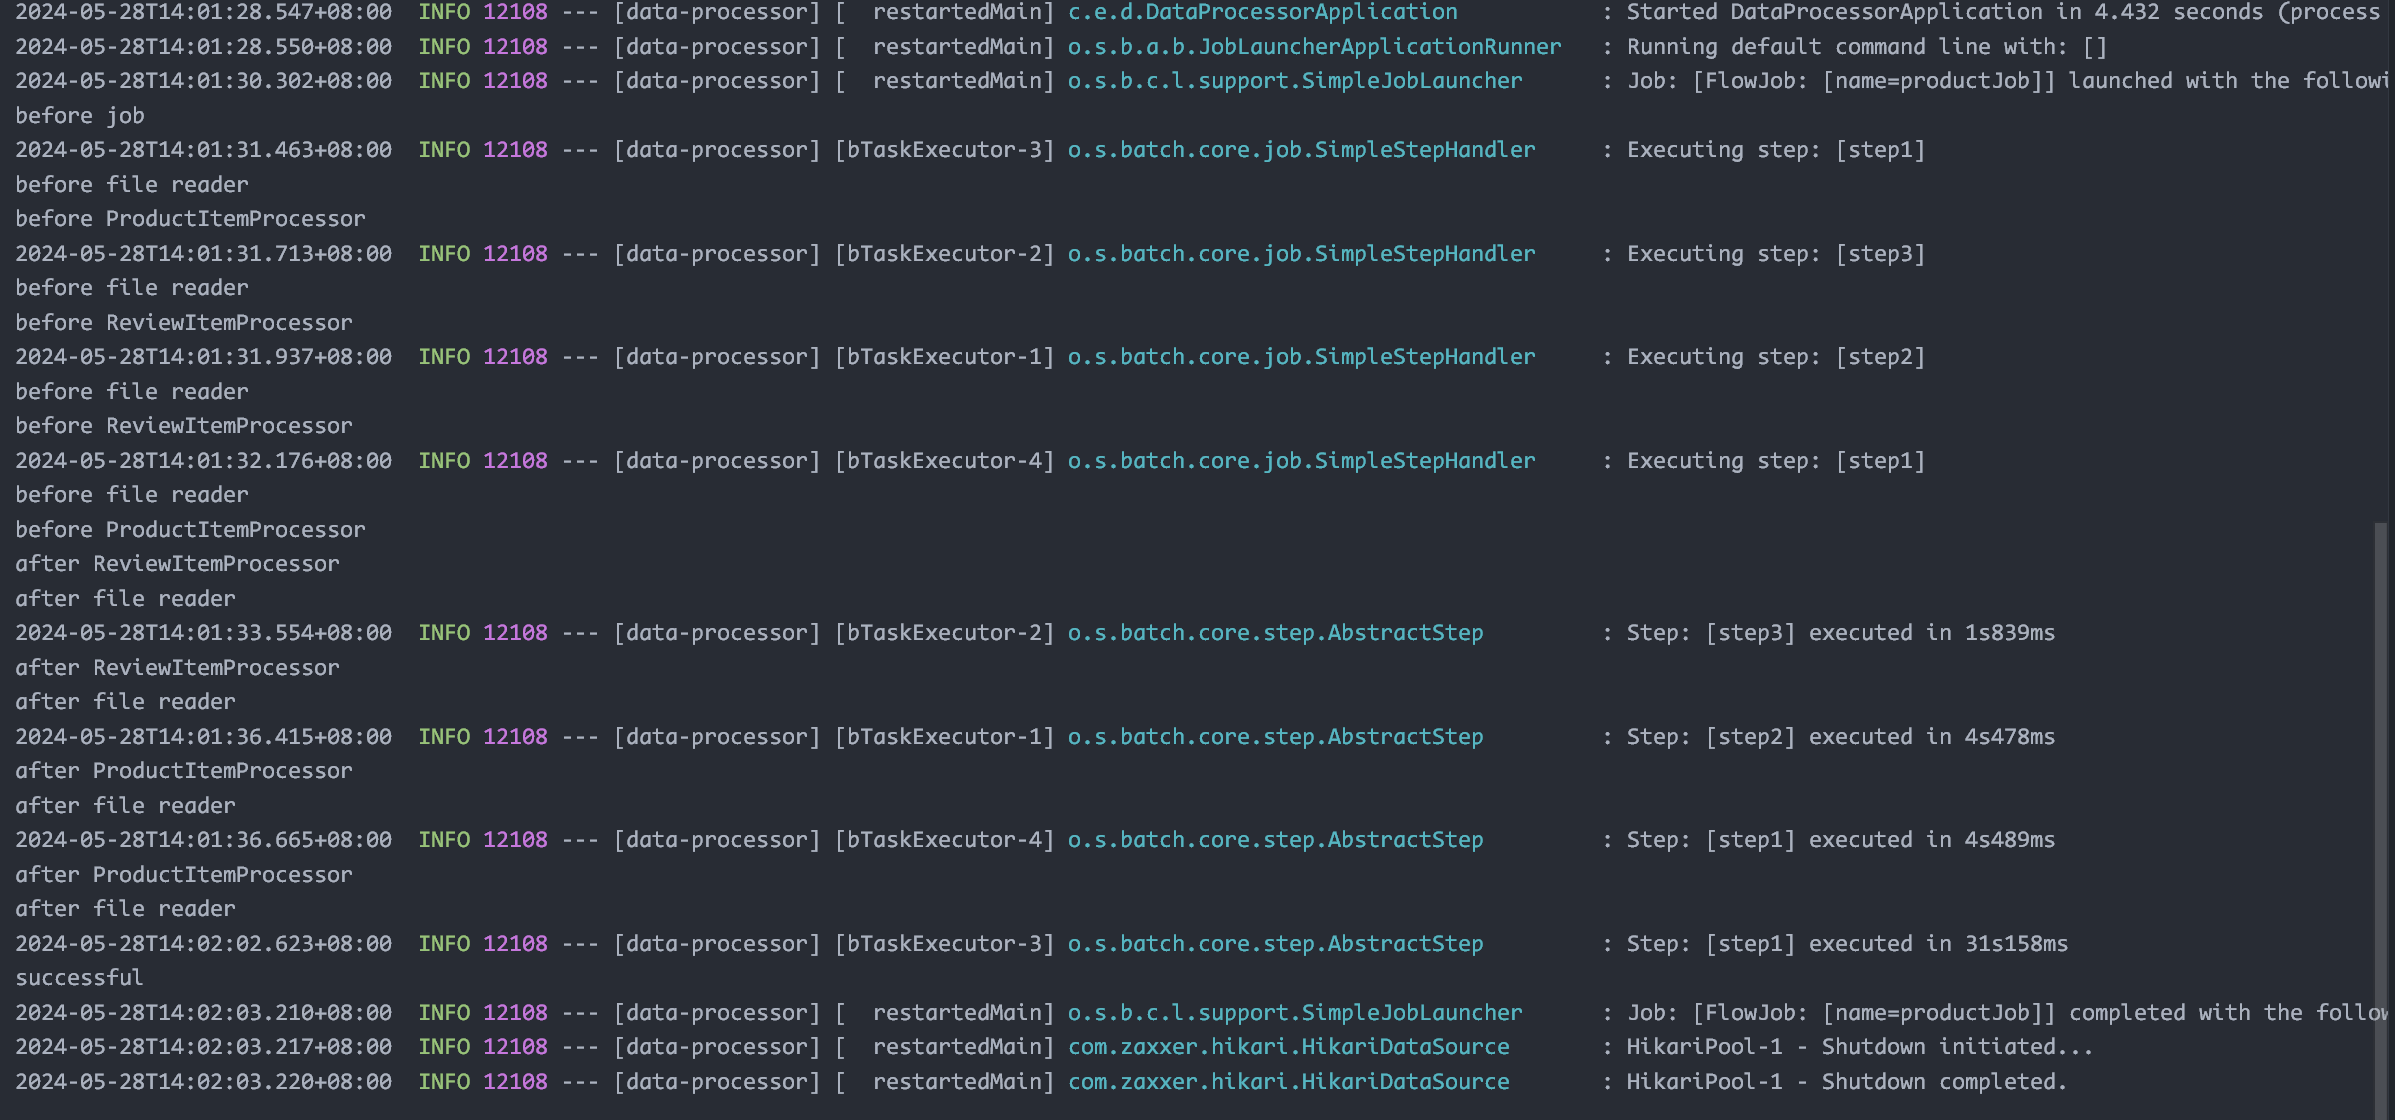 2024-05-28T14:01:28.547+08:00  INFO 12108 --- [data-processor] [  restartedMain] c.e.d.DataProcessorApplication           : Started DataProcessorApplication in 4.432 seconds (process
2024-05-28T14:01:28.550+08:00  INFO 12108 --- [data-processor] [  restartedMain] o.s.b.a.b.JobLauncherApplicationRunner   : Running default command line with: []
2024-05-28T14:01:30.302+08:00  INFO 12108 --- [data-processor] [  restartedMain] o.s.b.c.l.support.SimpleJobLauncher      : Job: [FlowJob: [name=productJob]] launched with the followi
before job
2024-05-28T14:01:31.463+08:00  INFO 12108 --- [data-processor] [bTaskExecutor-3] o.s.batch.core.job.SimpleStepHandler     : Executing step: [step1]
before file reader
before ProductItemProcessor
2024-05-28T14:01:31.713+08:00  INFO 12108 --- [data-processor] [bTaskExecutor-2] o.s.batch.core.job.SimpleStepHandler     : Executing step: [step3]
before file reader
before ReviewItemProcessor
2024-05-28T14:01:31.937+08:00  INFO 12108 --- [data-processor] [bTaskExecutor-1] o.s.batch.core.job.SimpleStepHandler     : Executing step: [step2]
before file reader
before ReviewItemProcessor
2024-05-28T14:01:32.176+08:00  INFO 12108 --- [data-processor] [bTaskExecutor-4] o.s.batch.core.job.SimpleStepHandler     : Executing step: [step1]
before file reader
before ProductItemProcessor
after ReviewItemProcessor
after file reader
2024-05-28T14:01:33.554+08:00  INFO 12108 --- [data-processor] [bTaskExecutor-2] o.s.batch.core.step.AbstractStep         : Step: [step3] executed in 1s839ms
after ReviewItemProcessor
after file reader
2024-05-28T14:01:36.415+08:00  INFO 12108 --- [data-processor] [bTaskExecutor-1] o.s.batch.core.step.AbstractStep         : Step: [step2] executed in 4s478ms
after ProductItemProcessor
after file reader
2024-05-28T14:01:36.665+08:00  INFO 12108 --- [data-processor] [bTaskExecutor-4] o.s.batch.core.step.AbstractStep         : Step: [step1] executed in 4s489ms
after ProductItemProcessor
after file reader
2024-05-28T14:02:02.623+08:00  INFO 12108 --- [data-processor] [bTaskExecutor-3] o.s.batch.core.step.AbstractStep         : Step: [step1] executed in 31s158ms
successful
2024-05-28T14:02:03.210+08:00  INFO 12108 --- [data-processor] [  restartedMain] o.s.b.c.l.support.SimpleJobLauncher      : Job: [FlowJob: [name=productJob]] completed with the follow
2024-05-28T14:02:03.217+08:00  INFO 12108 --- [data-processor] [  restartedMain] com.zaxxer.hikari.HikariDataSource       : HikariPool-1 - Shutdown initiated...
2024-05-28T14:02:03.220+08:00  INFO 12108 --- [data-processor] [  restartedMain] com.zaxxer.hikari.HikariDataSource       : HikariPool-1 - Shutdown completed.